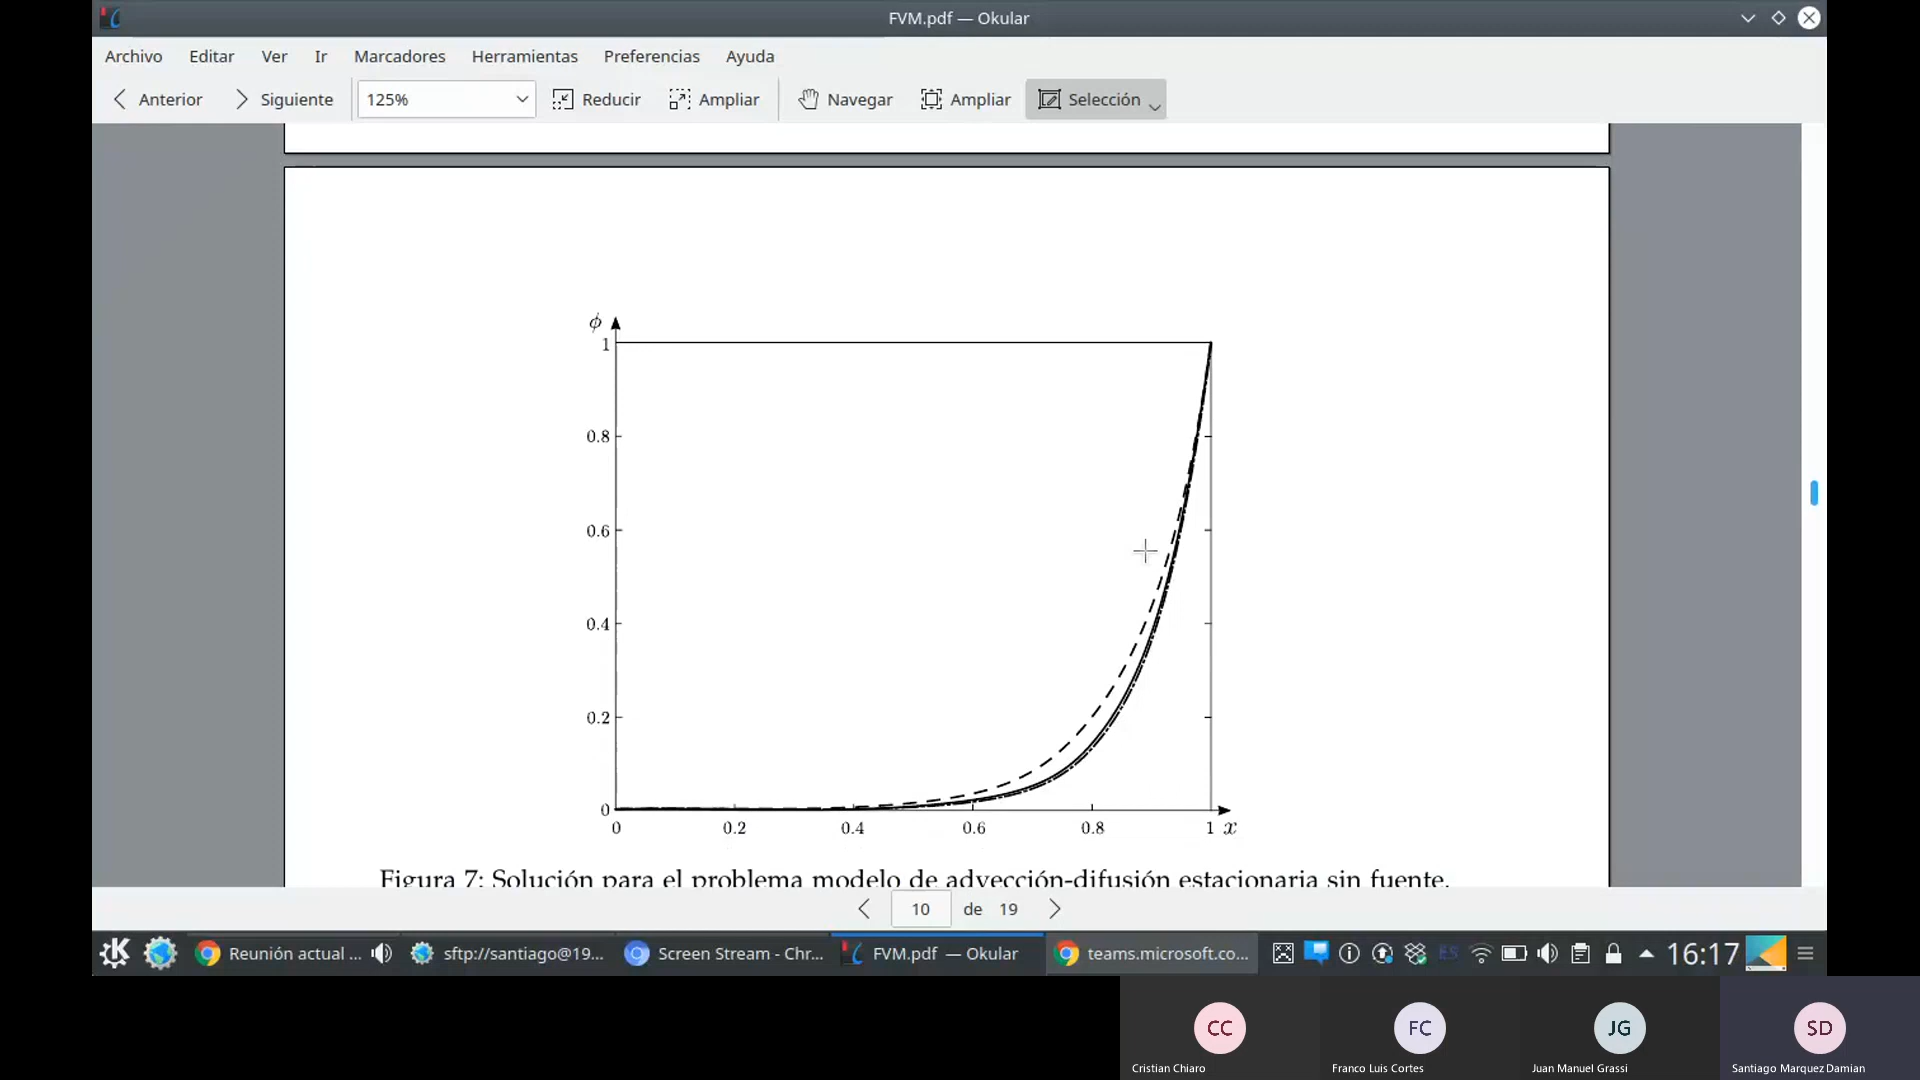 FVM.pdf — Okular
Archivo Editar Ver Ir Marcadores Herramientas Preferencias Ayuda
Anterior Siguiente 125% Reducir Ampliar Navegar Ampliar Selección
ϕ
1
0.8
0.6
0.4
0.2
0
0 0.2 0.4 0.6 0.8 1 x
Figura 7: Solución para el problema modelo de advección-difusión estacionaria sin fuente.
10 de 19
Reunión actual ... sftp://santiago@19... Screen Stream - Chr... FVM.pdf — Okular teams.microsoft.co... ES 16:17
CC FC JG SD
Cristian Chiaro Franco Luis Cortes Juan Manuel Grassi Santiago Marquez Damian